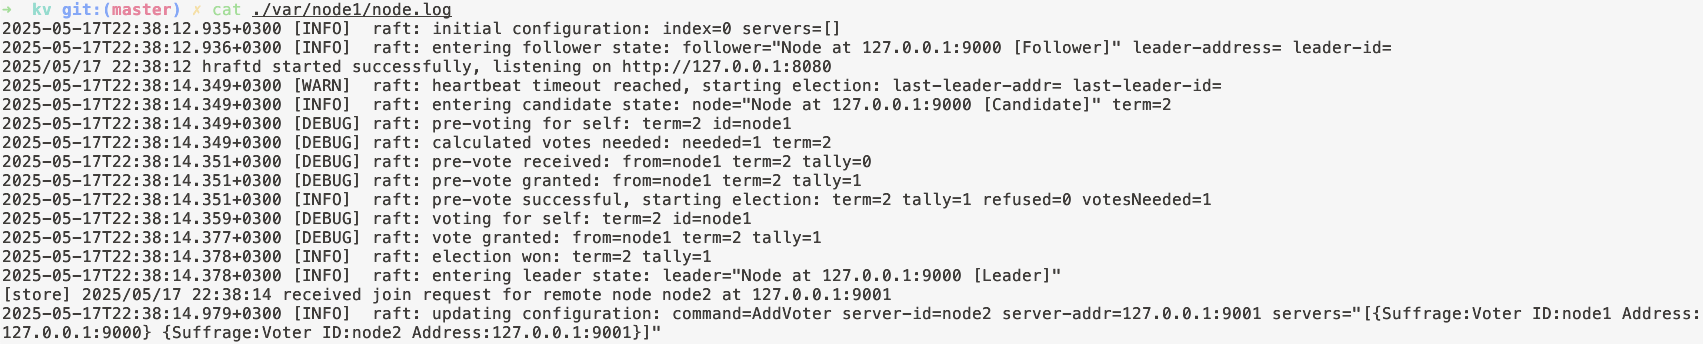 → kv git:(master) ✗ cat ./var/node1/node.log
2025-05-17T22:38:12.935+0300 [INFO]  raft: initial configuration: index=0 servers=[]
2025-05-17T22:38:12.936+0300 [INFO]  raft: entering follower state: follower="Node at 127.0.0.1:9000 [Follower]" leader-address= leader-id=
2025/05/17 22:38:12 hraftd started successfully, listening on http://127.0.0.1:8080
2025-05-17T22:38:14.349+0300 [WARN]  raft: heartbeat timeout reached, starting election: last-leader-addr= last-leader-id=
2025-05-17T22:38:14.349+0300 [INFO]  raft: entering candidate state: node="Node at 127.0.0.1:9000 [Candidate]" term=2
2025-05-17T22:38:14.349+0300 [DEBUG] raft: pre-voting for self: term=2 id=node1
2025-05-17T22:38:14.349+0300 [DEBUG] raft: calculated votes needed: needed=1 term=2
2025-05-17T22:38:14.351+0300 [DEBUG] raft: pre-vote received: from=node1 term=2 tally=0
2025-05-17T22:38:14.351+0300 [DEBUG] raft: pre-vote granted: from=node1 term=2 tally=1
2025-05-17T22:38:14.351+0300 [INFO]  raft: pre-vote successful, starting election: term=2 tally=1 refused=0 votesNeeded=1
2025-05-17T22:38:14.359+0300 [DEBUG] raft: voting for self: term=2 id=node1
2025-05-17T22:38:14.377+0300 [DEBUG] raft: vote granted: from=node1 term=2 tally=1
2025-05-17T22:38:14.378+0300 [INFO]  raft: election won: term=2 tally=1
2025-05-17T22:38:14.378+0300 [INFO]  raft: entering leader state: leader="Node at 127.0.0.1:9000 [Leader]"
[store] 2025/05/17 22:38:14 received join request for remote node node2 at 127.0.0.1:9001
2025-05-17T22:38:14.979+0300 [INFO]  raft: updating configuration: command=AddVoter server-id=node2 server-addr=127.0.0.1:9001 servers="[{Suffrage:Voter ID:node1 Address:
127.0.0.1:9000} {Suffrage:Voter ID:node2 Address:127.0.0.1:9001}]"